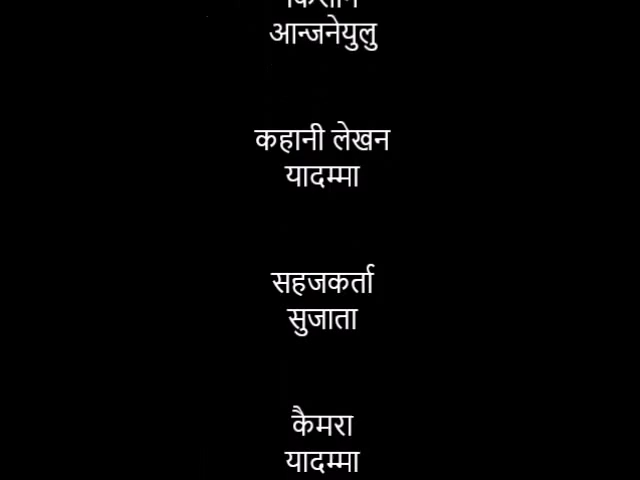 किसान
आन्जनेयुलु
कहानी लेखन
यादम्मा
सहजकर्ता
सुजाता
कैमरा
यादम्मा